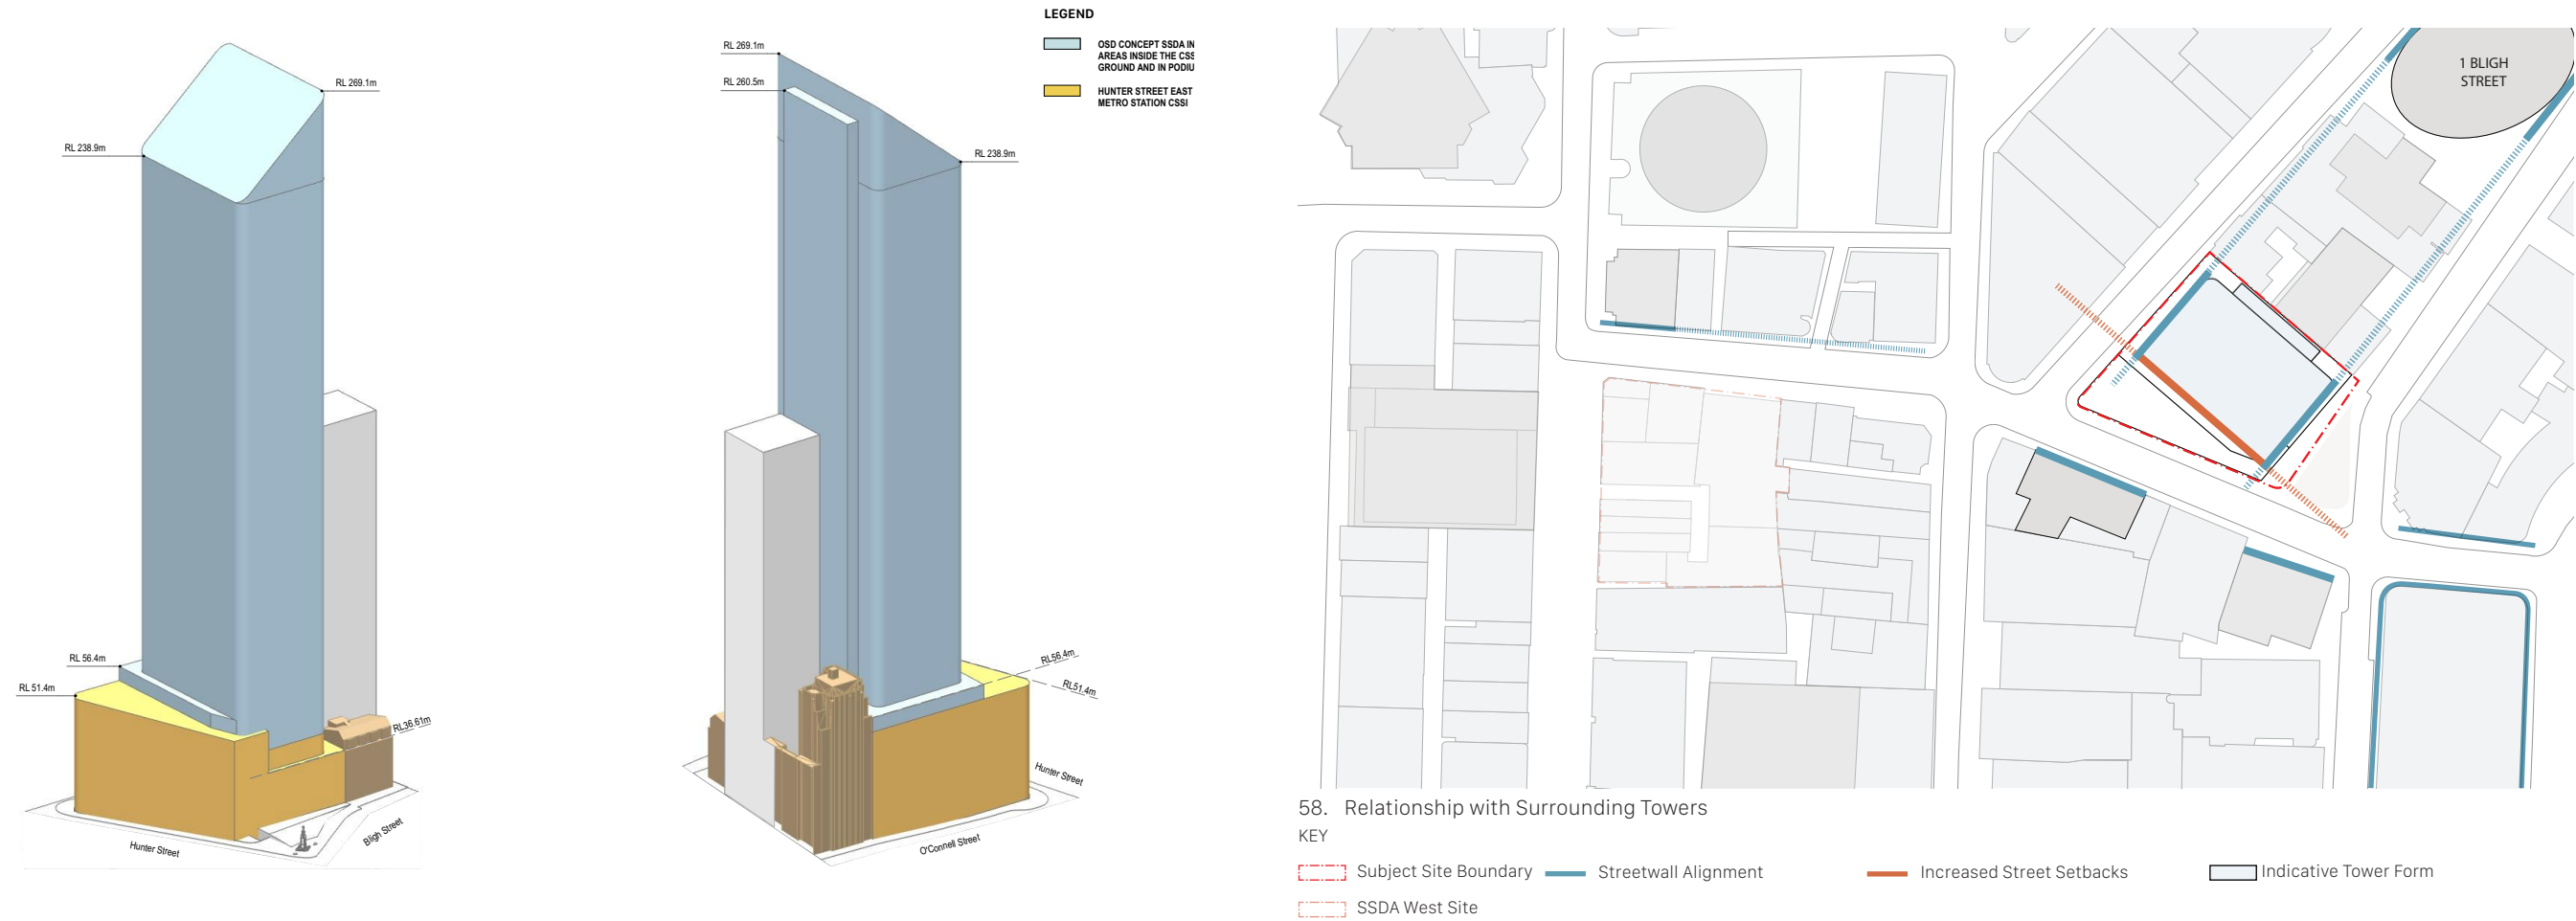 LEGEND
OSD CONCEPT SSDA IN
AREAS INSIDE THE CSS
GROUND AND IN PODIU
HUNTER STREET EAST
METRO STATION CSSI
RL 269.1m
RL 238.9m
RL 56.4m
RL 51.4m
RL36.61m
Hunter Street
Bligh Street
RL 269.1m
RL 260.5m
RL 238.9m
RL56.4m
RL51.4m
Hunter Street
O'Connell Street
1 BLIGH
STREET
58. Relationship with Surrounding Towers
KEY
Subject Site Boundary
Streetwall Alignment
Increased Street Setbacks
Indicative Tower Form
SSDA West Site